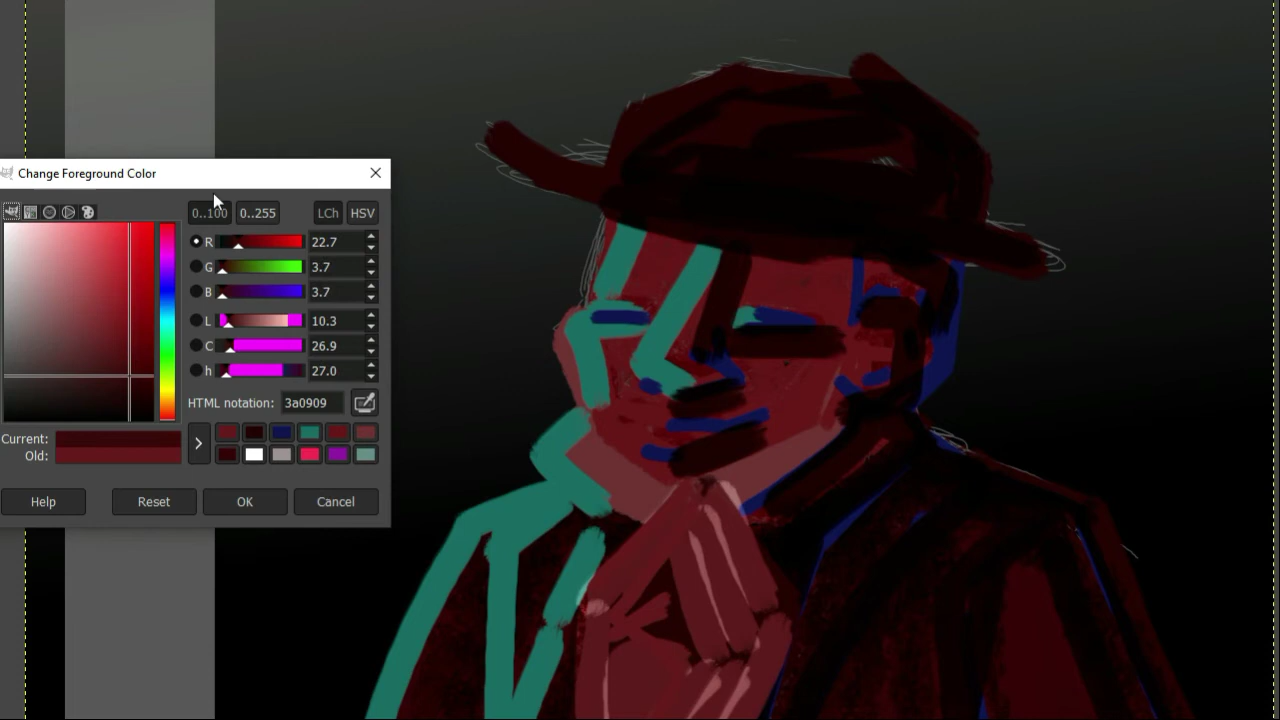 Change Foreground Color
0..100 0..255 LCh HSV
R 22.7
G 3.7
B 3.7
L 10.3
C 26.9
h 27.0
HTML notation: 3a0909
Current:
Old:
Help Reset OK Cancel